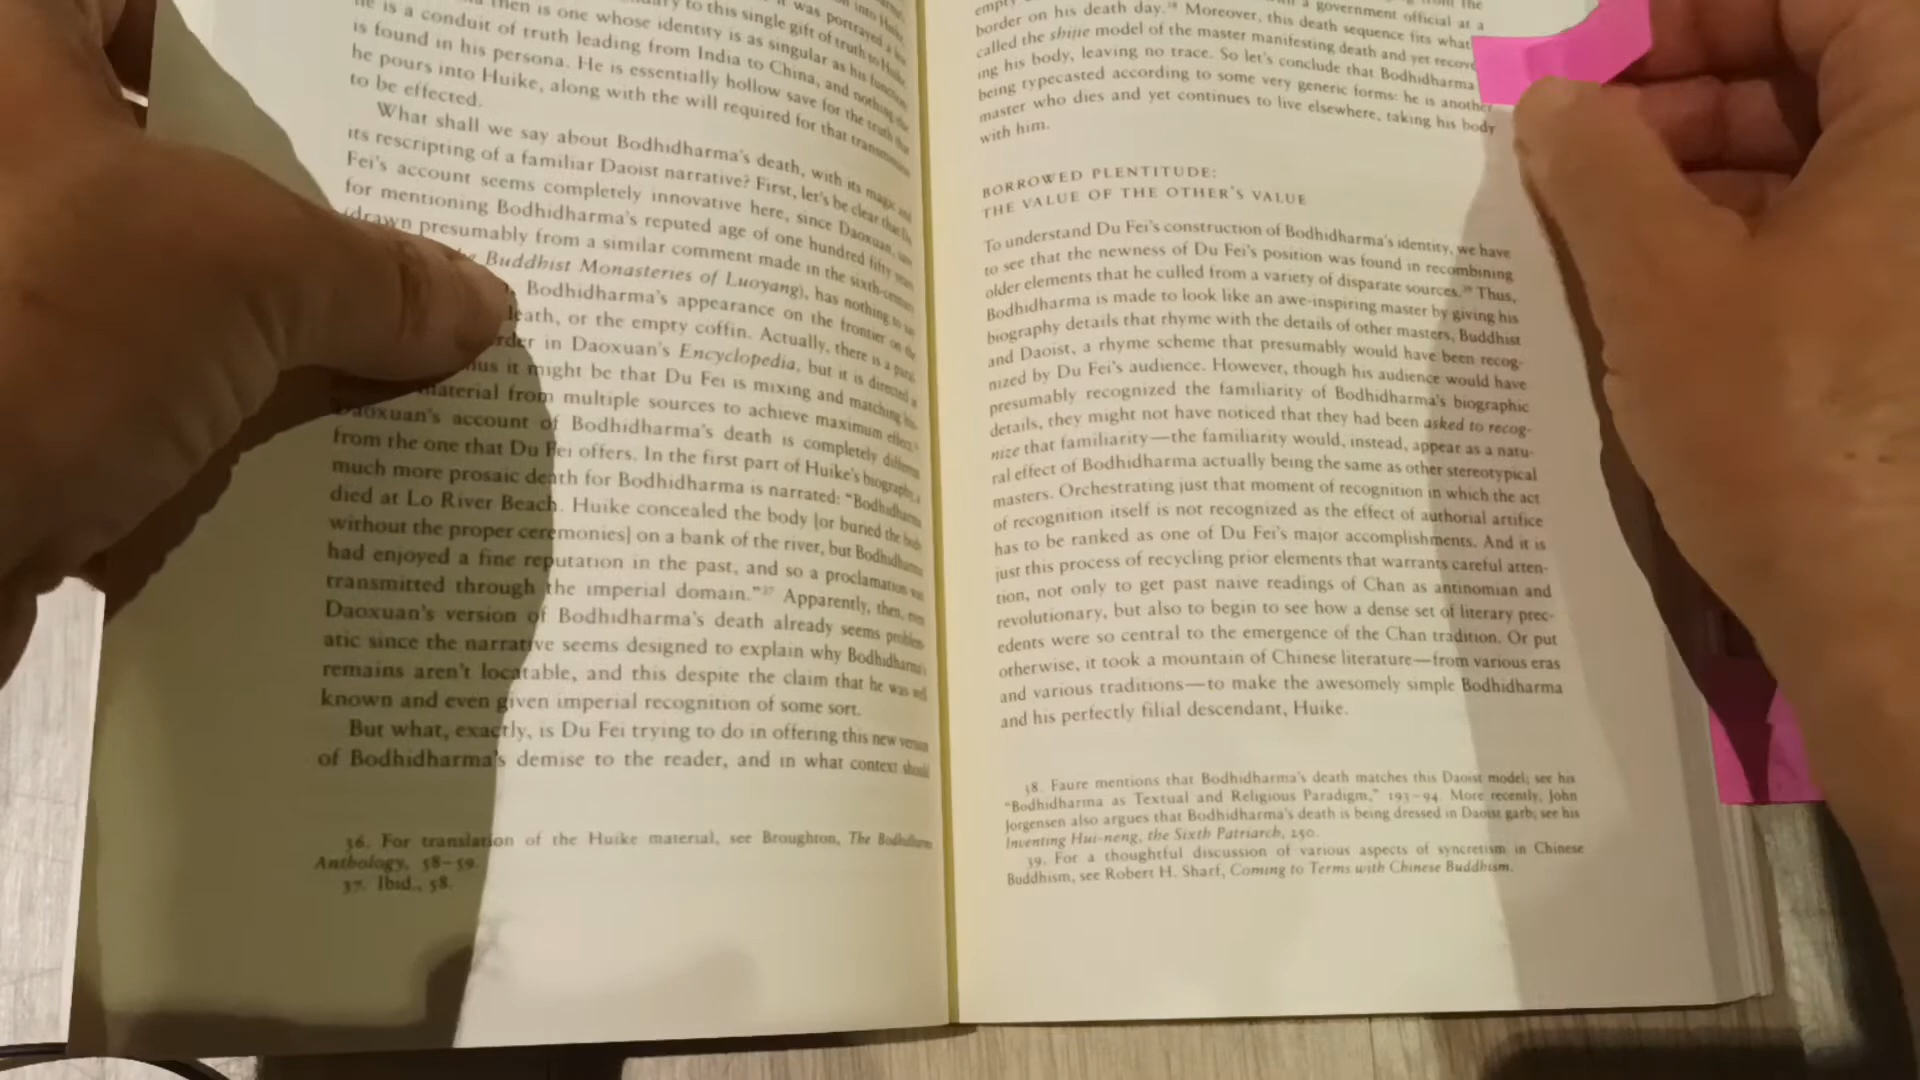 then is one whose identity is as singular as his function
he is a conduit of truth leading from India to China, and nothing
is found in his persona. He is essentially hollow save for the truth that
he pours into Huike, along with the will required for that transmission
to be effected.
What shall we say about Bodhidharma's death, with its magic and
its rescripting of a familiar Daoist narrative? First, let's be clear that Du
Fei's account seems completely innovative here, since Daoxuan, save
for mentioning Bodhidharma's reputed age of one hundred fifty years
(drawn presumably from a similar comment made in the sixth-century
Buddhist Monasteries of Luoyang), has nothing to say
Bodhidharma's appearance on the frontier on the
death, or the empty coffin. Actually, there is a
in Daoxuan's Encyclopedia, but it is directed
it might be that Du Fei is mixing and matching
material from multiple sources to achieve maximum effect.
Daoxuan's account of Bodhidharma's death is completely different
from the one that Du Fei offers. In the first part of Huike's biography, a
much more prosaic death for Bodhidharma is narrated: "Bodhidharma
died at Lo River Beach. Huike concealed the body [or buried the body
without the proper ceremonies] on a bank of the river, but Bodhidharma
had enjoyed a fine reputation in the past, and so a proclamation was
transmitted through the imperial domain."37 Apparently, then, even
Daoxuan's version of Bodhidharma's death already seems problem-
atic since the narrative seems designed to explain why Bodhidharma's
remains aren't locatable, and this despite the claim that he was well
known and even given imperial recognition of some sort.
But what, exactly, is Du Fei trying to do in offering this new version
of Bodhidharma's demise to the reader, and in what context should
36. For translation of the Huike material, see Broughton, The Bodhidharma
Anthology, 58–59.
37. Ibid., 58.
a government official at a
border on his death day.38 Moreover, this death sequence fits what
called the shijie model of the master manifesting death and yet
ing his body, leaving no trace. So let's conclude that Bodhidharma
being typecasted according to some very generic forms: he is another
master who dies and yet continues to live elsewhere, taking his body
with him.
BORROWED PLENTITUDE:
THE VALUE OF THE OTHER'S VALUE
To understand Du Fei's construction of Bodhidharma's identity, we have
to see that the newness of Du Fei's position was found in recombining
older elements that he culled from a variety of disparate sources.39 Thus,
Bodhidharma is made to look like an awe-inspiring master by giving his
biography details that rhyme with the details of other masters, Buddhist
and Daoist, a rhyme scheme that presumably would have been recog-
nized by Du Fei's audience. However, though his audience would have
presumably recognized the familiarity of Bodhidharma's biographic
details, they might not have noticed that they had been asked to recog-
nize that familiarity—the familiarity would, instead, appear as a natu-
ral effect of Bodhidharma actually being the same as other stereotypical
masters. Orchestrating just that moment of recognition in which the act
of recognition itself is not recognized as the effect of authorial artifice
has to be ranked as one of Du Fei's major accomplishments. And it is
just this process of recycling prior elements that warrants careful atten-
tion, not only to get past naive readings of Chan as antinomian and
revolutionary, but also to begin to see how a dense set of literary prec-
edents were so central to the emergence of the Chan tradition. Or put
otherwise, it took a mountain of Chinese literature—from various eras
and various traditions—to make the awesomely simple Bodhidharma
and his perfectly filial descendant, Huike.
38. Faure mentions that Bodhidharma's death matches this Daoist model; see his
"Bodhidharma as Textual and Religious Paradigm," 193–94. More recently, John
Jorgensen also argues that Bodhidharma's death is being dressed in Daoist garb; see his
Inventing Hui-neng, the Sixth Patriarch, 250.
39. For a thoughtful discussion of various aspects of syncretism in Chinese
Buddhism, see Robert H. Sharf, Coming to Terms with Chinese Buddhism.